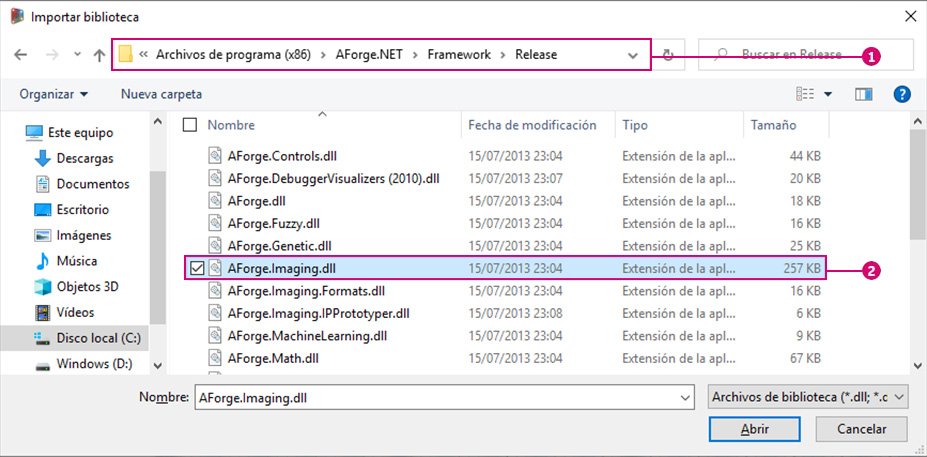 Importar biblioteca
« Archivos de programa (x86) > AForge.NET > Framework > Release
Buscar en Release
1
Organizar
Nueva carpeta
?
Nombre Fecha de modificación Tipo Tamaño
Este equipo
Descargas
Documentos
Escritorio
Imágenes
Música
Objetos 3D
Vídeos
Disco local (C:)
Windows (D:)
AForge.Controls.dll 15/07/2013 23:04 Extensión de la apl... 44 KB
AForge.DebuggerVisualizers (2010).dll 15/07/2013 23:07 Extensión de la apl... 20 KB
AForge.dll 15/07/2013 23:04 Extensión de la apl... 18 KB
AForge.Fuzzy.dll 15/07/2013 23:04 Extensión de la apl... 16 KB
AForge.Genetic.dll 15/07/2013 23:04 Extensión de la apl... 25 KB
AForge.Imaging.dll 15/07/2013 23:04 Extensión de la apl... 257 KB
2
AForge.Imaging.Formats.dll 15/07/2013 23:04 Extensión de la apl... 16 KB
AForge.Imaging.IPPrototyper.dll 15/07/2013 23:08 Extensión de la apl... 6 KB
AForge.MachineLearning.dll 15/07/2013 23:04 Extensión de la apl... 9 KB
AForge.Math.dll 15/07/2013 23:04 Extensión de la apl... 67 KB
Nombre: AForge.Imaging.dll
Archivos de biblioteca (*.dll; *.c
Abrir
Cancelar